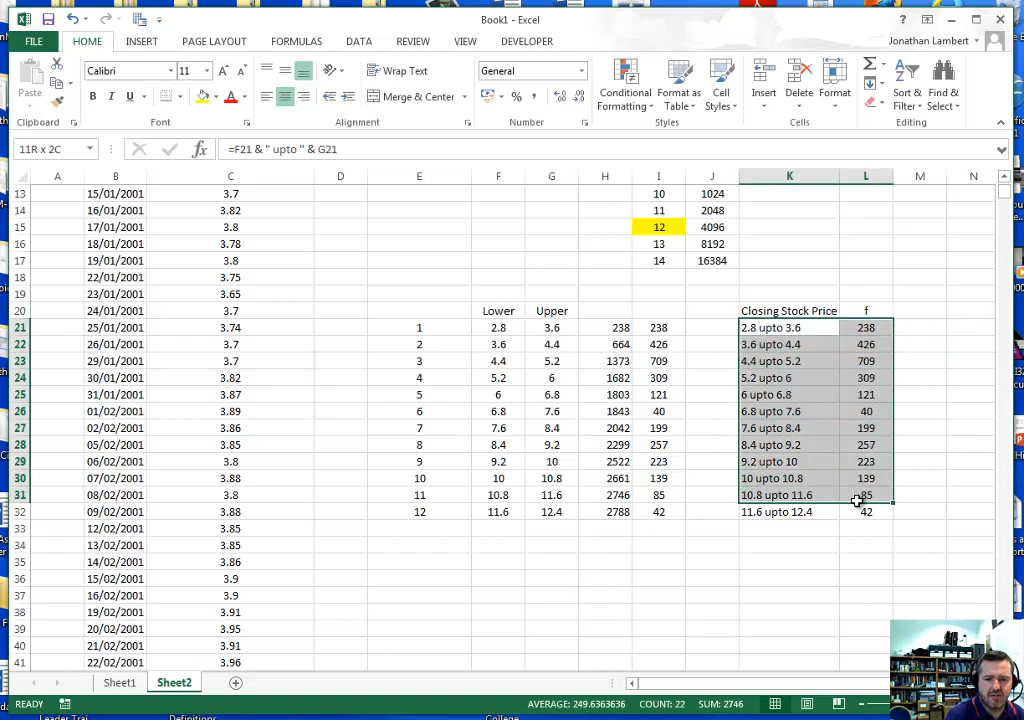 Book1 - Excel
FILE HOME INSERT PAGE LAYOUT FORMULAS DATA REVIEW VIEW DEVELOPER Jonathan Lambert
Paste Calibri 11 Wrap Text General Conditional Formatting Format as Table Cell Styles Insert Delete Format Sort & Filter Find & Select
B I U Merge & Center % ,
Clipboard Font Alignment Number Styles Cells Editing
11R x 2C fx =F21 & " upto " & G21
A B C D E F G H I J K L M N
13 15/01/2001 3.7 10 1024
14 16/01/2001 3.82 11 2048
15 17/01/2001 3.8 12 4096
16 18/01/2001 3.78 13 8192
17 19/01/2001 3.8 14 16384
18 22/01/2001 3.75
19 23/01/2001 3.65
20 24/01/2001 3.7 Lower Upper Closing Stock Price f
21 25/01/2001 3.74 1 2.8 3.6 238 238 2.8 upto 3.6 238
22 26/01/2001 3.7 2 3.6 4.4 664 426 3.6 upto 4.4 426
23 29/01/2001 3.7 3 4.4 5.2 1373 709 4.4 upto 5.2 709
24 30/01/2001 3.82 4 5.2 6 1682 309 5.2 upto 6 309
25 31/01/2001 3.87 5 6 6.8 1803 121 6 upto 6.8 121
26 01/02/2001 3.89 6 6.8 7.6 1843 40 6.8 upto 7.6 40
27 02/02/2001 3.86 7 7.6 8.4 2042 199 7.6 upto 8.4 199
28 05/02/2001 3.85 8 8.4 9.2 2299 257 8.4 upto 9.2 257
29 06/02/2001 3.8 9 9.2 10 2522 223 9.2 upto 10 223
30 07/02/2001 3.88 10 10 10.8 2661 139 10 upto 10.8 139
31 08/02/2001 3.8 11 10.8 11.6 2746 85 10.8 upto 11.6 85
32 09/02/2001 3.88 12 11.6 12.4 2788 42 11.6 upto 12.4 42
33 12/02/2001 3.85
34 13/02/2001 3.85
35 14/02/2001 3.86
36 15/02/2001 3.9
37 16/02/2001 3.9
38 19/02/2001 3.91
39 20/02/2001 3.95
40 21/02/2001 3.91
41 22/02/2001 3.96
Sheet1 Sheet2
READY AVERAGE: 249.6363636 COUNT: 22 SUM: 2746
Leader Trai Definitions College